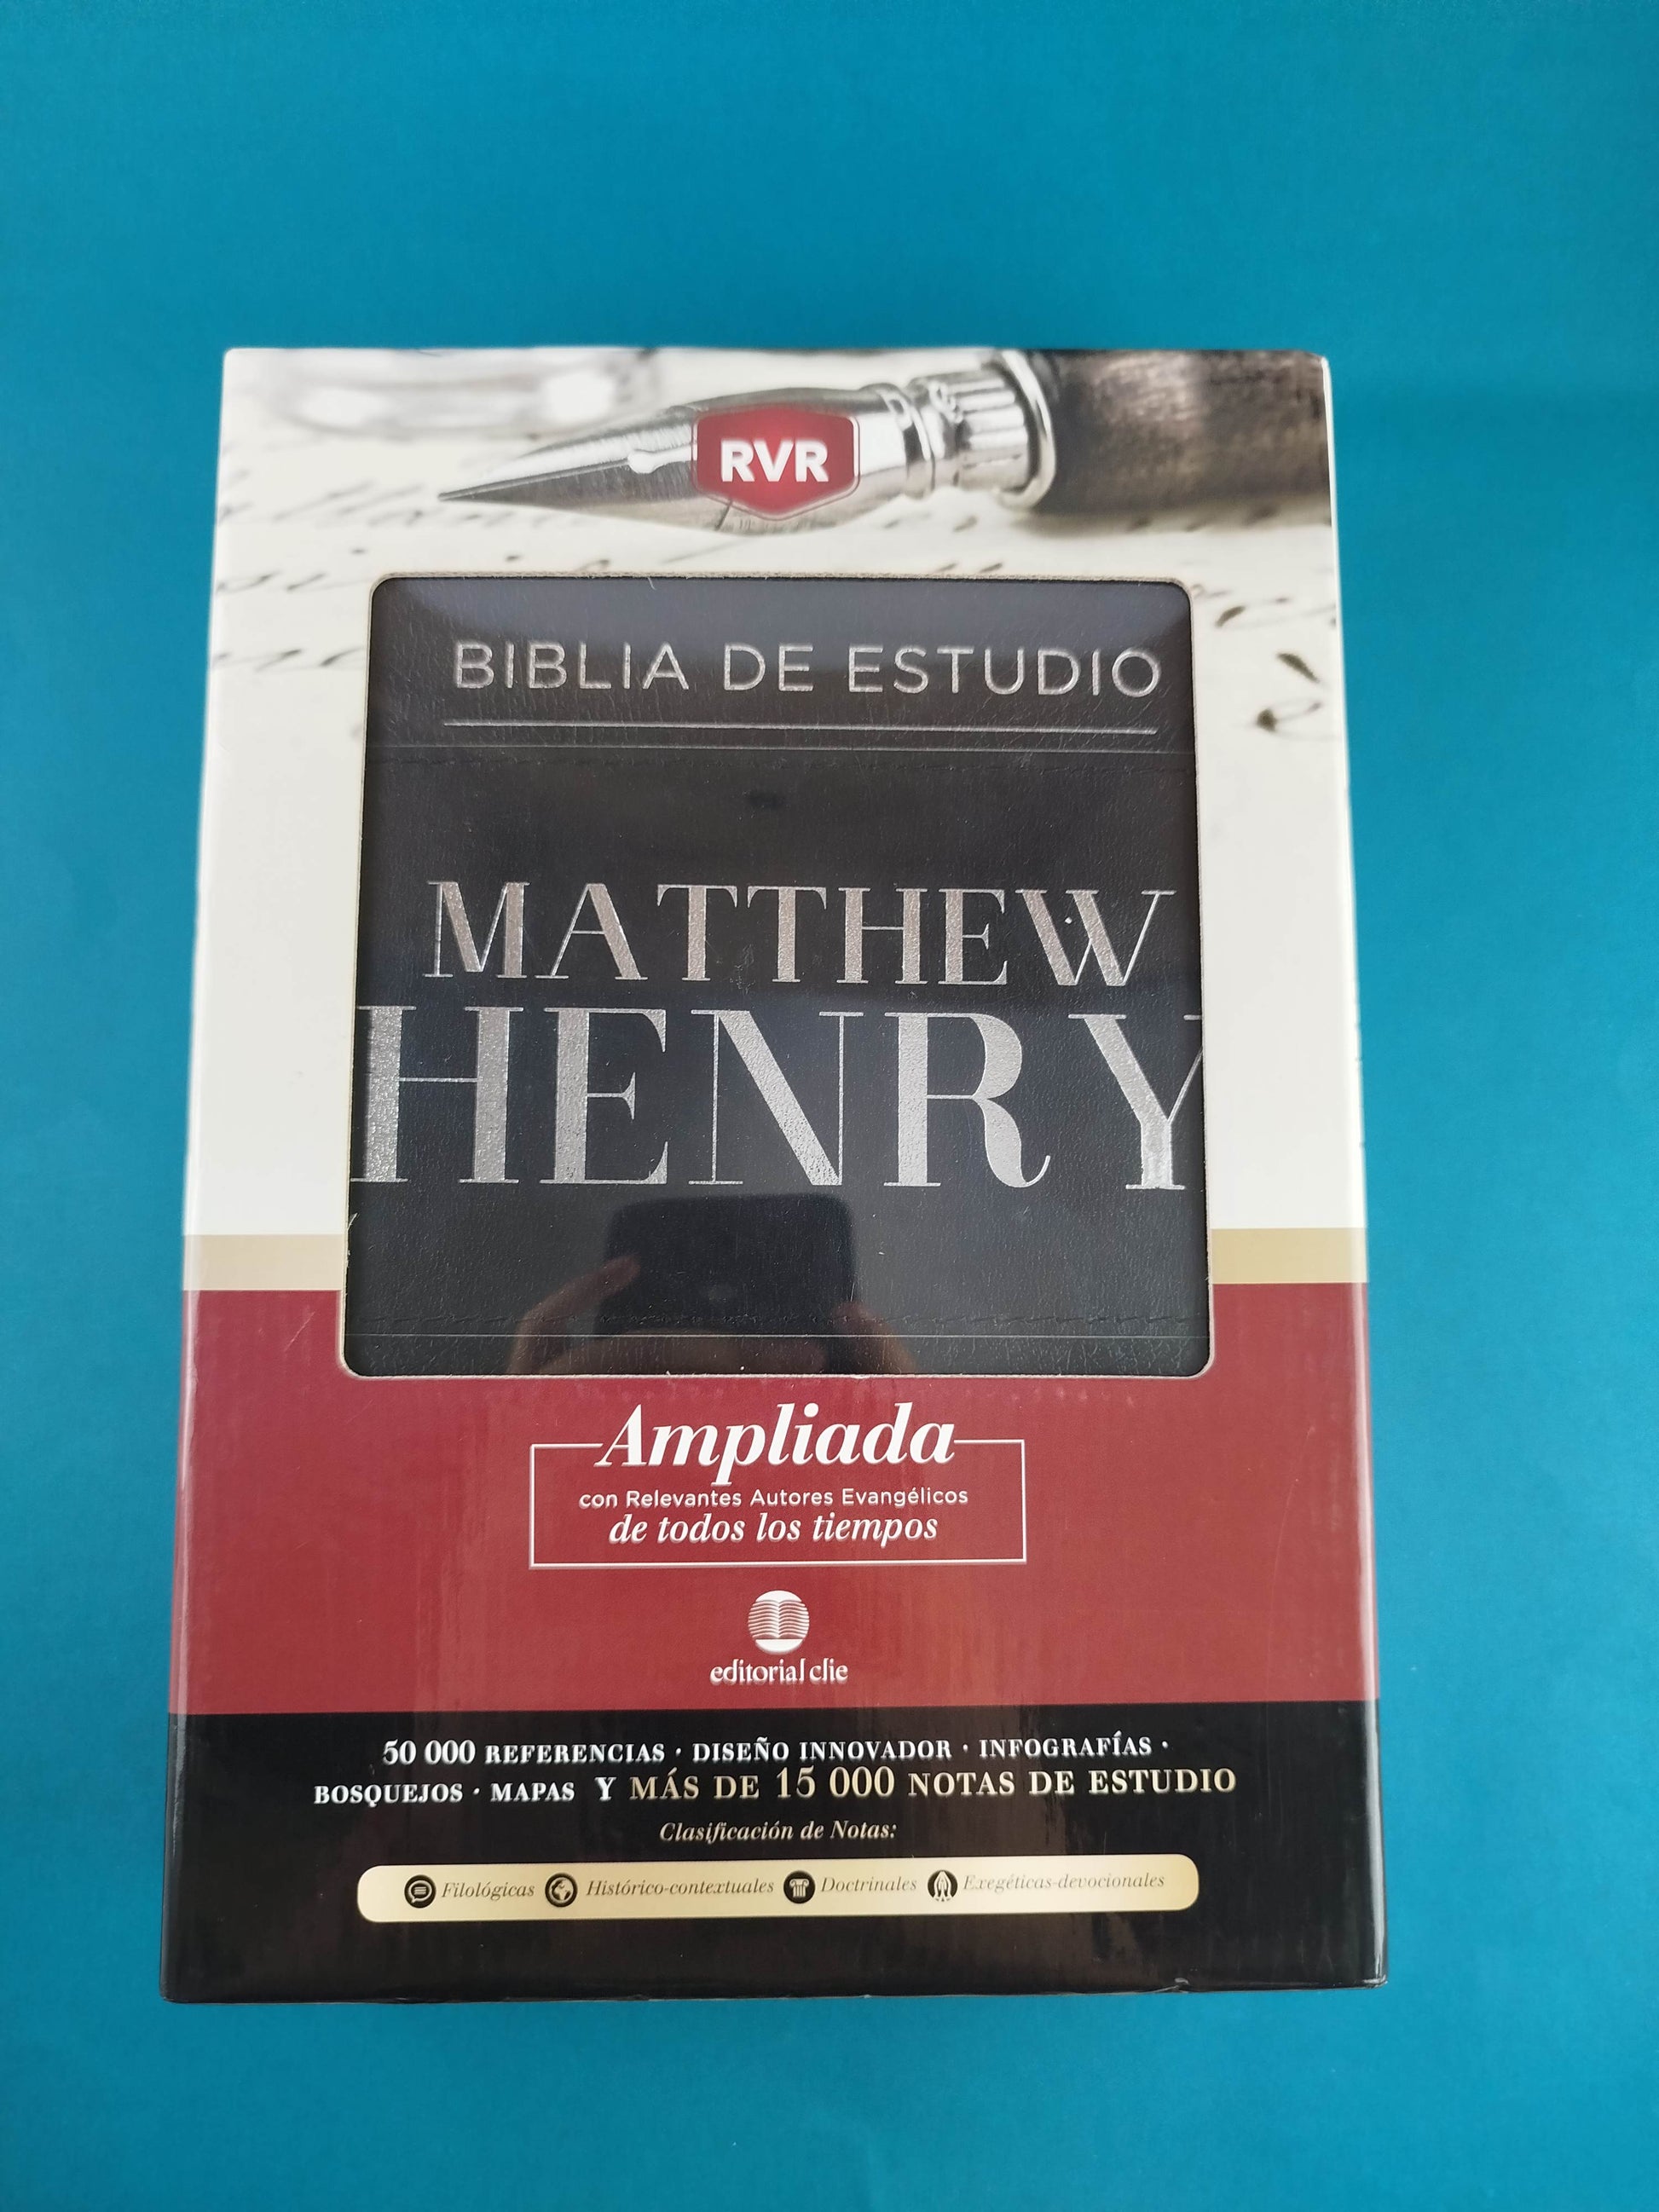 RVR
BIBLIA DE ESTUDIO
MATTHEW
HENRY
Ampliada
con Relevantes Autores Evangélicos
de todos los tiempos
editorial clie
50 000 REFERENCIAS · DISEÑO INNOVADOR · INFOGRAFÍAS ·
BOSQUEJOS · MAPAS Y MÁS DE 15 000 NOTAS DE ESTUDIO
Clasificación de Notas:
Filológicas Histórico-contextuales Doctrinales Exegéticas-devocionales